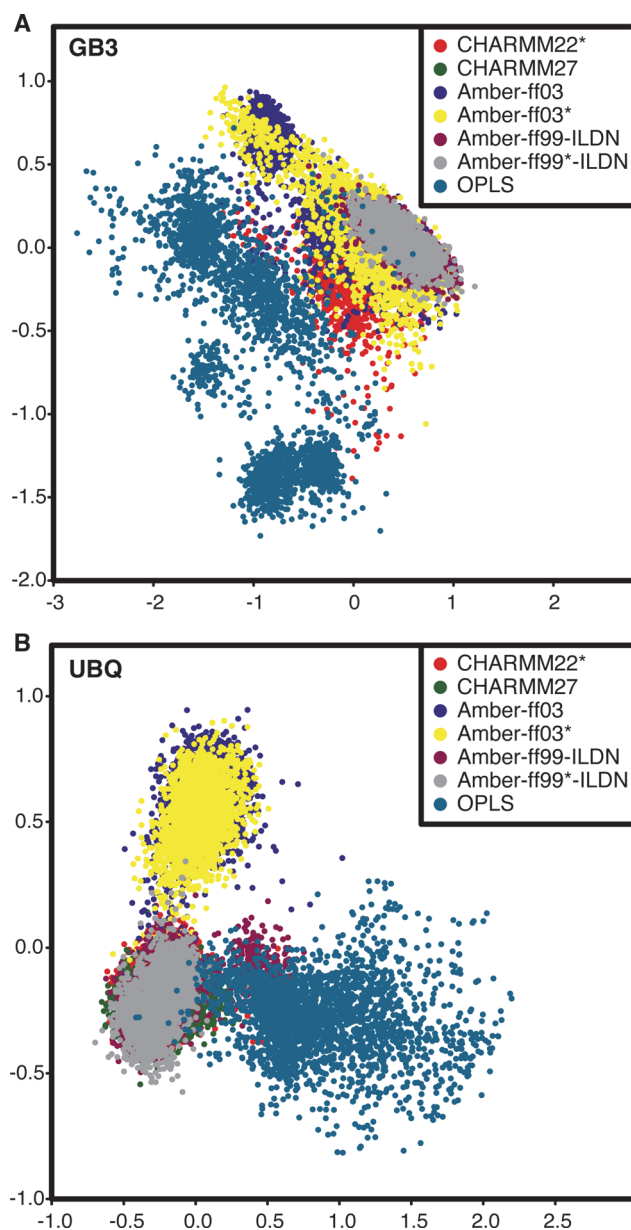 A
GB3
CHARMM22*
CHARMM27
Amber-ff03
Amber-ff03*
Amber-ff99-ILDN
Amber-ff99*-ILDN
OPLS
1.0
0.5
0.0
-0.5
-1.0
-1.5
-2.0
-3 -2 -1 0 1 2
B
UBQ
CHARMM22*
CHARMM27
Amber-ff03
Amber-ff03*
Amber-ff99-ILDN
Amber-ff99*-ILDN
OPLS
1.0
0.5
0.0
-0.5
-1.0
-1.0 -0.5 0.0 0.5 1.0 1.5 2.0 2.5